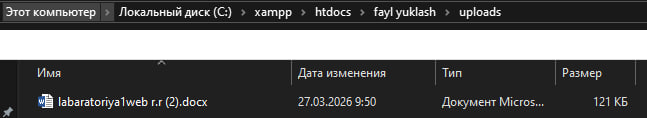 Этот компьютер > Локальный диск (C:) > xampp > htdocs > fayl yuklash > uploads
Имя Дата изменения Тип Размер
labaratoriya1web r.r (2).docx 27.03.2026 9:50 Документ Micros... 121 КБ